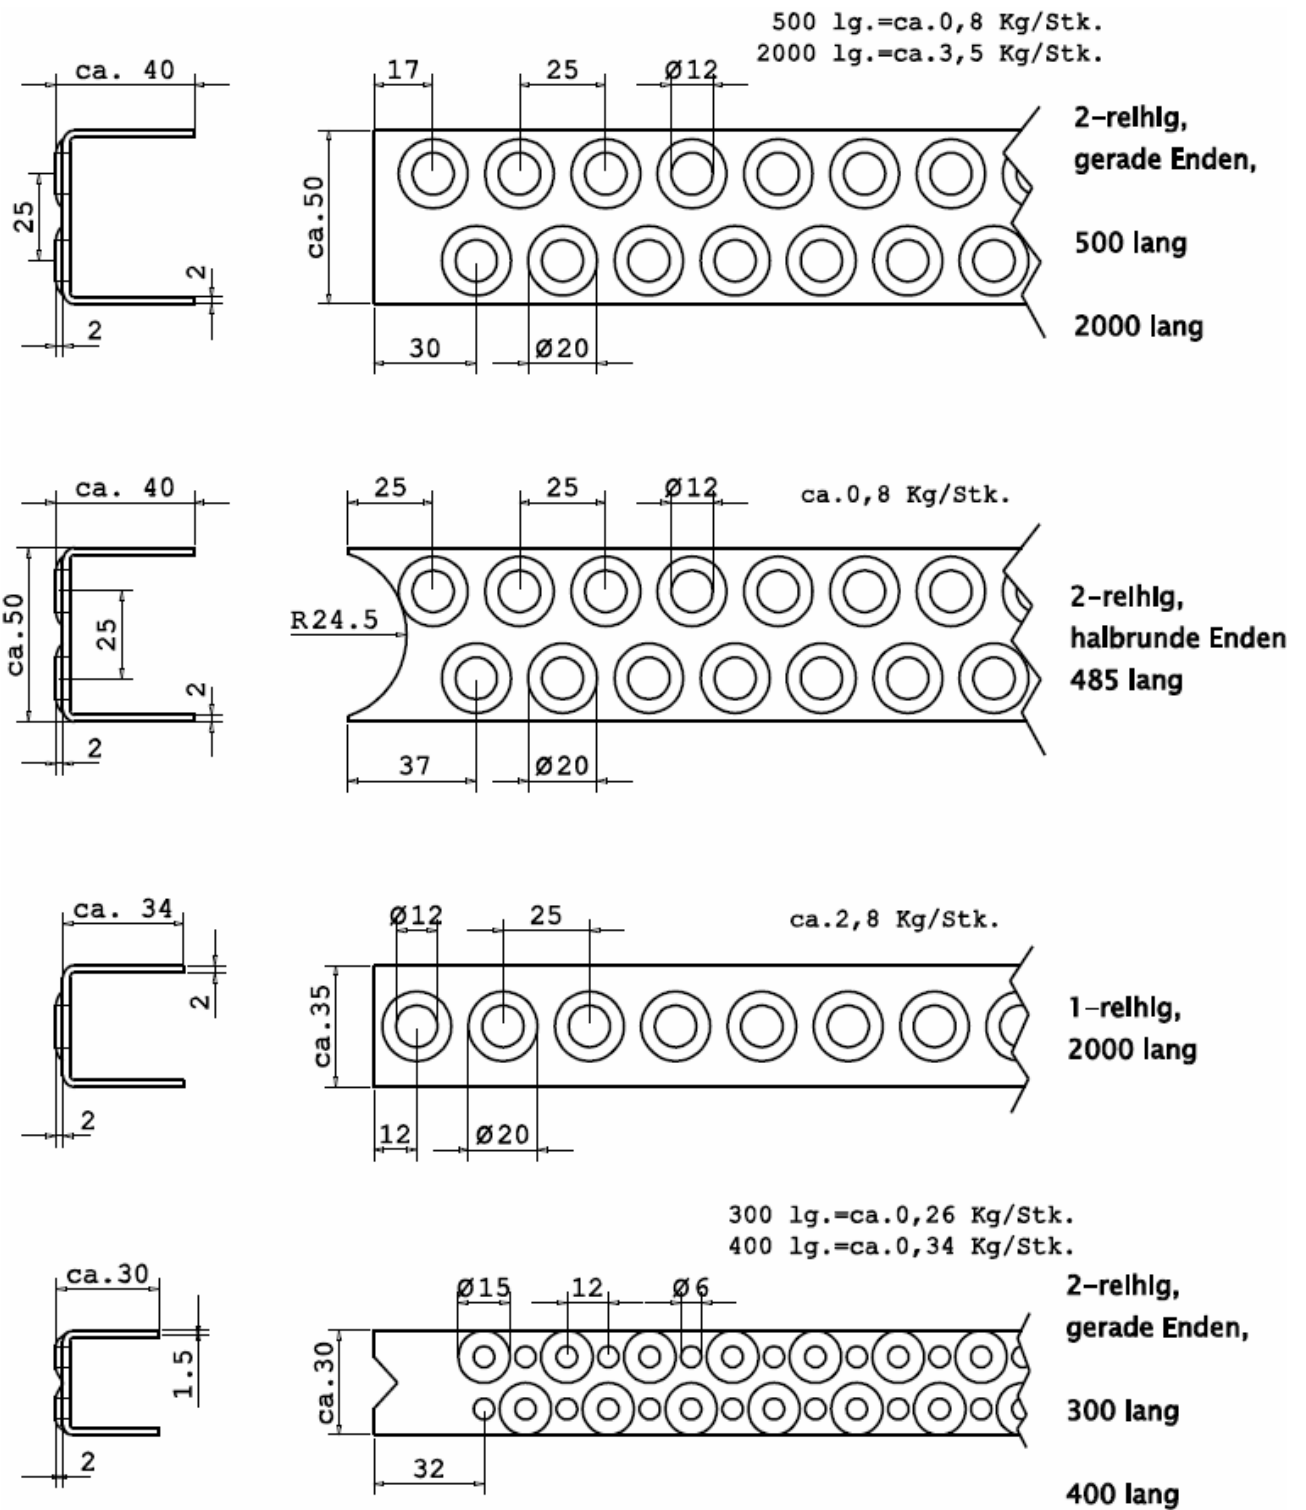 500 lg.=ca.0,8 Kg/Stk.
2000 lg.=ca.3,5 Kg/Stk.
ca. 40
17
25
Ø12
2-reihig,
gerade Enden,
25
ca.50
500 lang
2
2000 lang
2
30
Ø20
ca. 40
25
25
Ø12
ca.0,8 Kg/Stk.
ca.50
25
R24.5
2-reihig,
halbrunde Enden
485 lang
2
2
37
Ø20
ca. 34
Ø12
25
ca.2,8 Kg/Stk.
2
ca.35
1-reihig,
2000 lang
2
12
Ø20
300 lg.=ca.0,26 Kg/Stk.
400 lg.=ca.0,34 Kg/Stk.
ca.30
Ø15
12
Ø6
2-reihig,
gerade Enden,
1.5
ca.30
300 lang
2
32
400 lang